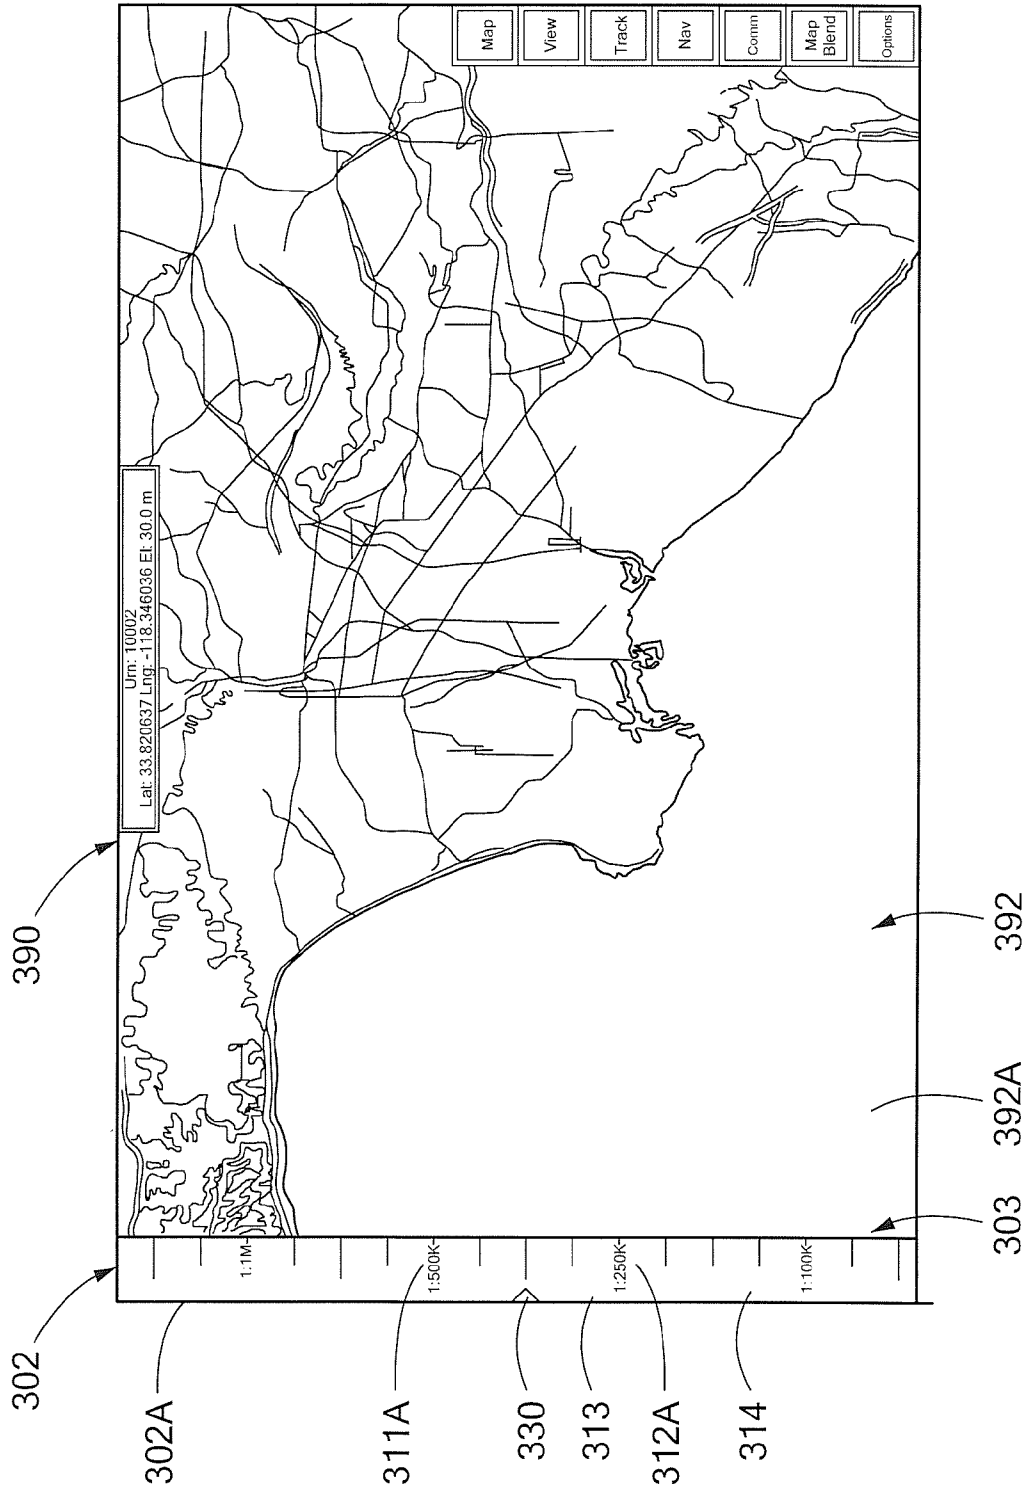 390
302
302A
311A
330
313
312A
314
303
392A
392
Urn: 10002
Lat: 33.820637 Lng: -118.346036 El: 30.0 m
Map
View
Track
Nav
Comm
Map
Blend
Options
1:1M
1:500K
1:250K
1:100K